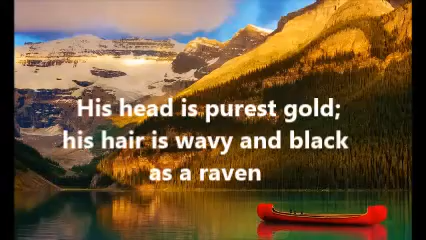 His head is purest gold;
his hair is wavy and black
as a raven